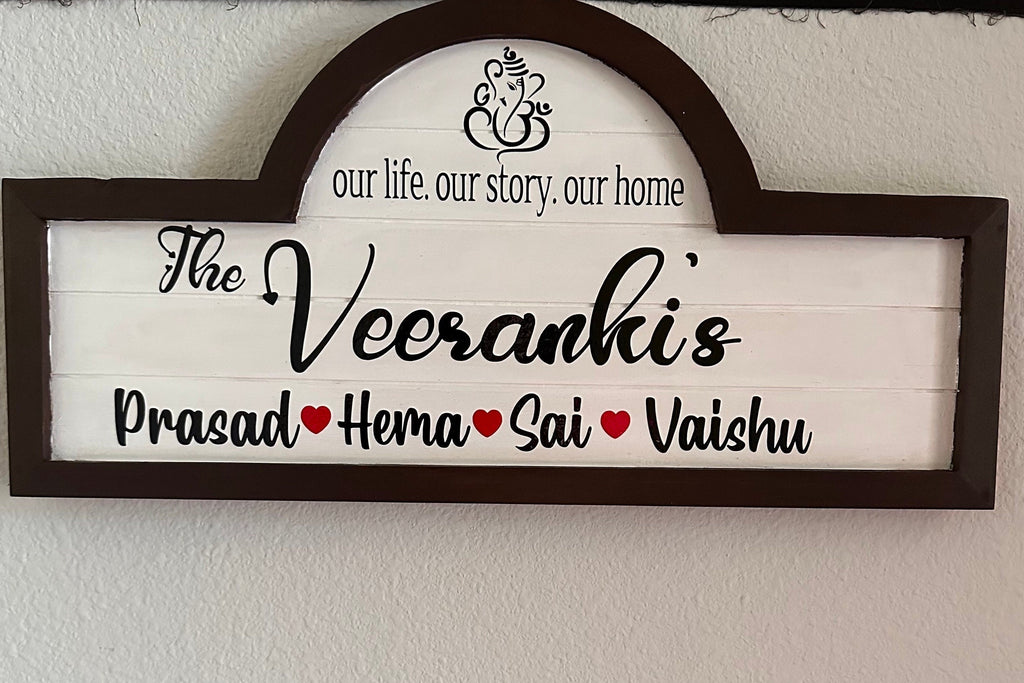 our life. our story. our home
The
Veeranki's
Prasad Hema Sai Vaishu